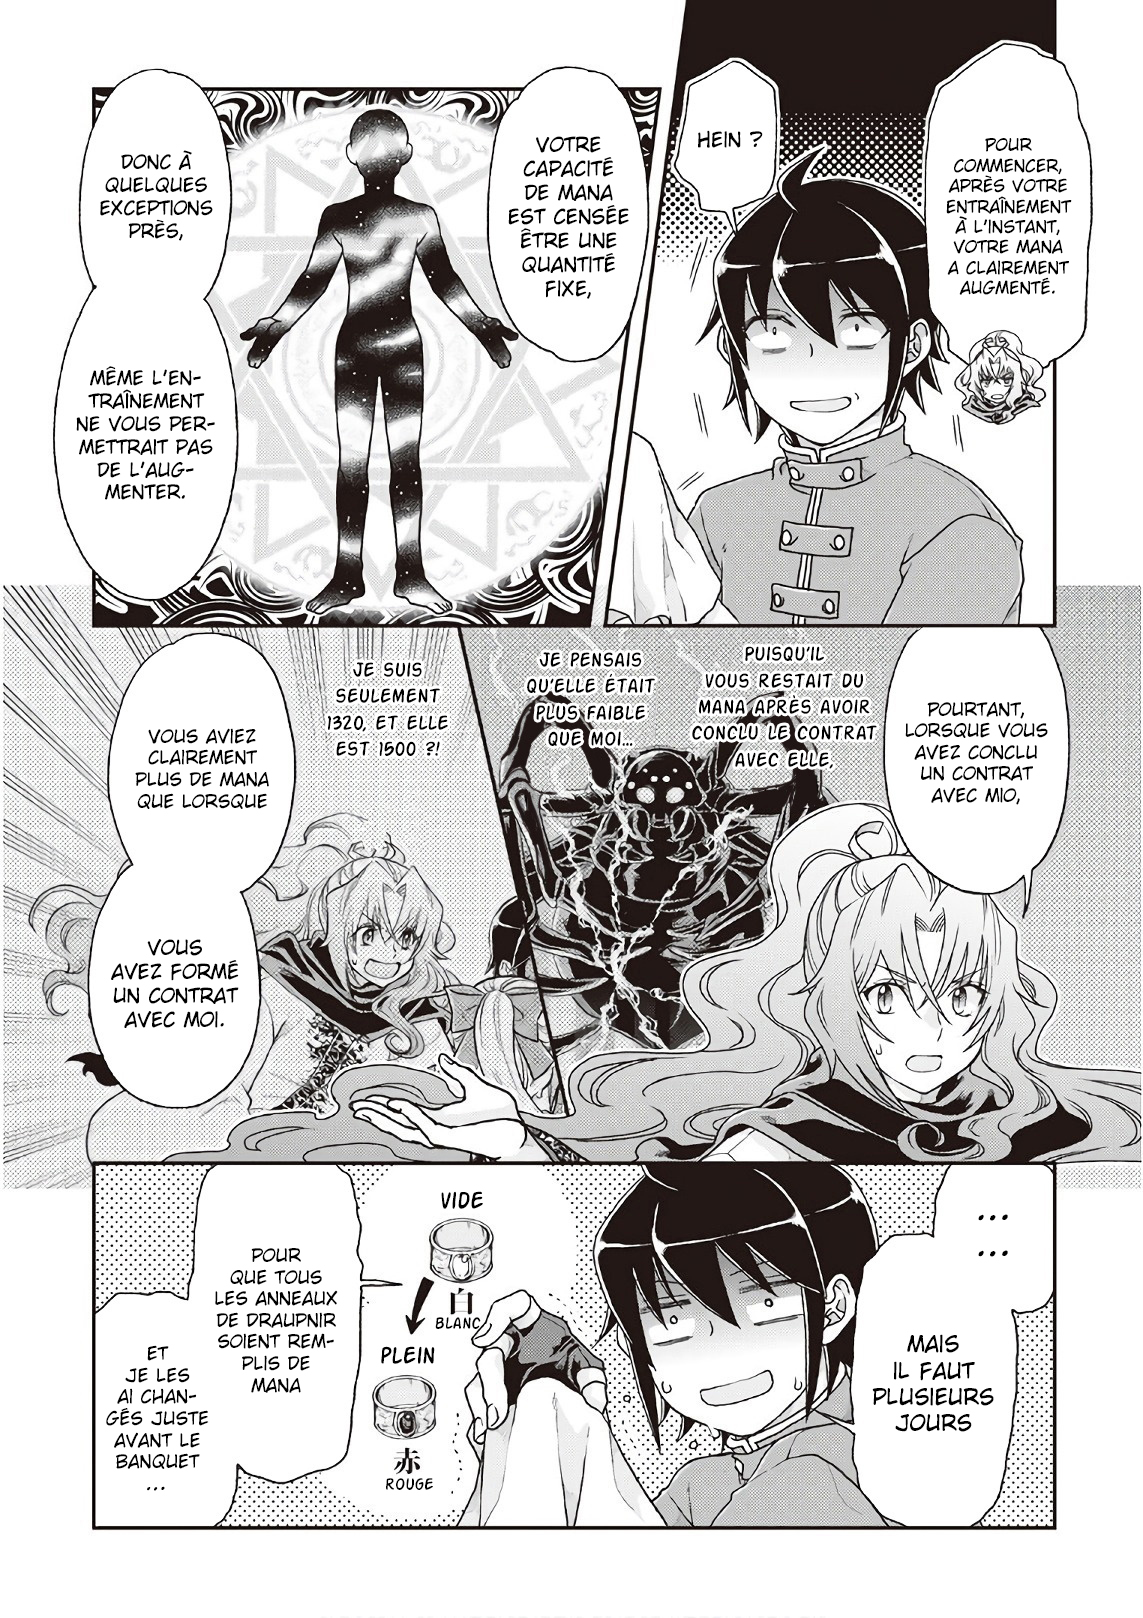 POUR
COMMENCER,
APRÈS VOTRE
ENTRAÎNEMENT
À L'INSTANT,
VOTRE MANA
A CLAIREMENT
AUGMENTÉ.
HEIN ?
VOTRE
CAPACITÉ
DE MANA
EST CENSÉE
ÊTRE UNE
QUANTITÉ
FIXE,
DONC À
QUELQUES
EXCEPTIONS
PRÈS,
MÊME L'EN-
TRAÎNEMENT
NE VOUS PER-
METTRAIT PAS
DE L'AUG-
MENTER.
POURTANT,
LORSQUE VOUS
AVEZ CONCLU
UN CONTRAT
AVEC MIO,
PUISQU'IL
VOUS RESTAIT DU
MANA APRÈS AVOIR
CONCLU LE CONTRAT
AVEC ELLE,
JE PENSAIS
QU'ELLE ÉTAIT
PLUS FAIBLE
QUE MOI...
JE SUIS
SEULEMENT
1320, ET ELLE
EST 1500 ?!
VOUS AVIEZ
CLAIREMENT
PLUS DE MANA
QUE LORSQUE
VOUS
AVEZ FORMÉ
UN CONTRAT
AVEC MOI.
...
...
MAIS
IL FAUT
PLUSIEURS
JOURS
VIDE
白
BLANC
PLEIN
赤
ROUGE
POUR
QUE TOUS
LES ANNEAUX
DE DRAUPNIR
SOIENT REM-
PLIS DE
MANA
ET
JE LES
AI CHAN-
GÉS JUSTE
AVANT LE
BANQUET
...